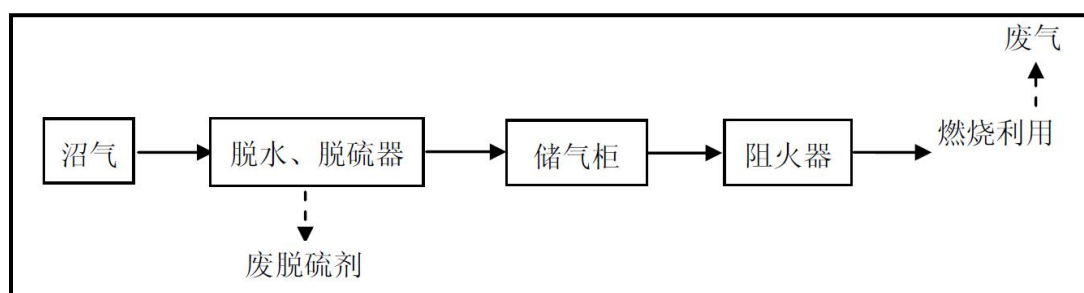 废气
燃烧利用
沼气
脱水、脱硫器
储气柜
阻火器
废脱硫剂